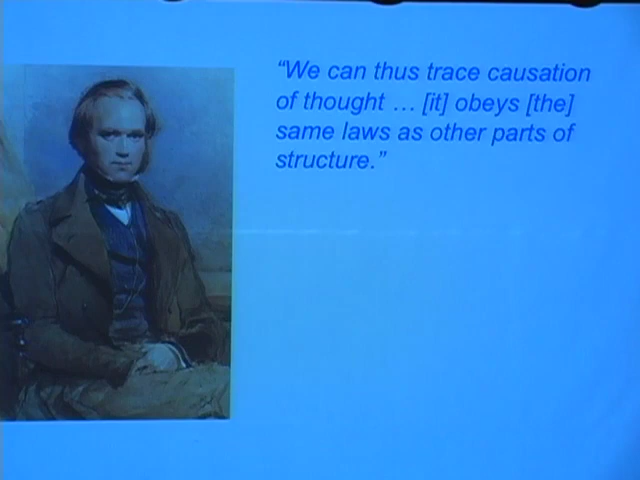 “We can thus trace causation
of thought … [it] obeys [the]
same laws as other parts of
structure.”